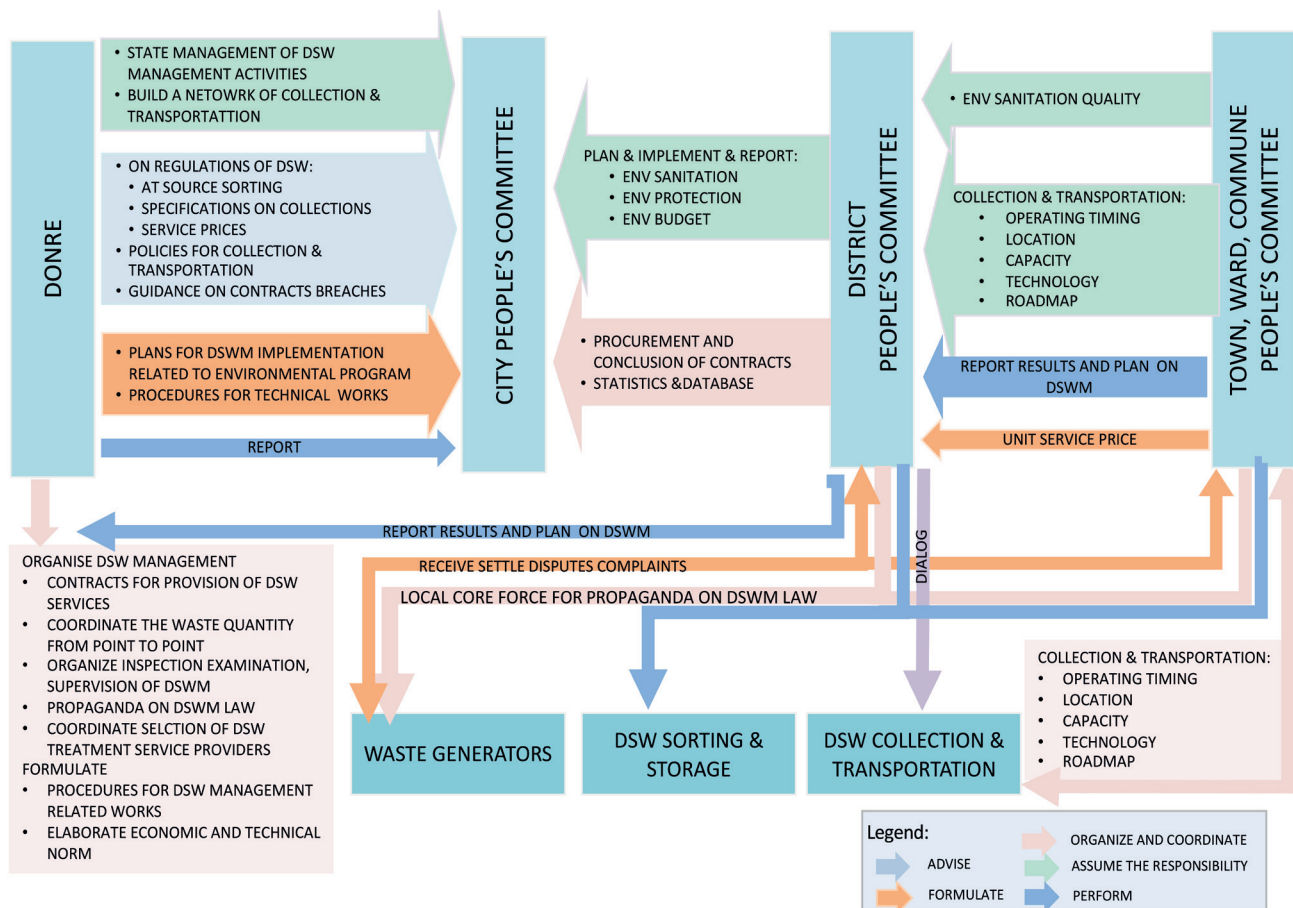 DONRE
• STATE MANAGEMENT OF DSW
MANAGEMENT ACTIVITIES
• BUILD A NETOWRK OF COLLECTION &
TRANSPORTATTION
• ON REGULATIONS OF DSW:
• AT SOURCE SORTING
• SPECIFICATIONS ON COLLECTIONS
• SERVICE PRICES
• POLICIES FOR COLLECTION &
TRANSPORTATION
• GUIDANCE ON CONTRACTS BREACHES
• PLANS FOR DSWM IMPLEMENTATION
RELATED TO ENVIRONMENTAL PROGRAM
• PROCEDURES FOR TECHNICAL WORKS
REPORT
CITY PEOPLE'S COMMITTEE
PLAN & IMPLEMENT & REPORT:
• ENV SANITATION
• ENV PROTECTION
• ENV BUDGET
• PROCUREMENT AND
CONCLUSION OF CONTRACTS
• STATISTICS &DATABASE
DISTRICT
PEOPLE'S COMMITTEE
• ENV SANITATION QUALITY
COLLECTION & TRANSPORTATION:
• OPERATING TIMING
• LOCATION
• CAPACITY
• TECHNOLOGY
• ROADMAP
REPORT RESULTS AND PLAN ON
DSWM
UNIT SERVICE PRICE
TOWN, WARD, COMMUNE
PEOPLE'S COMMITTEE
REPORT RESULTS AND PLAN ON DSWM
RECEIVE SETTLE DISPUTES COMPLAINTS
LOCAL CORE FORCE FOR PROPAGANDA ON DSWM LAW
DIALOG
ORGANISE DSW MANAGEMENT
• CONTRACTS FOR PROVISION OF DSW
SERVICES
• COORDINATE THE WASTE QUANTITY
FROM POINT TO POINT
• ORGANIZE INSPECTION EXAMINATION,
SUPERVISION OF DSWM
• PROPAGANDA ON DSWM LAW
• COORDINATE SELCTION OF DSW
TREATMENT SERVICE PROVIDERS
FORMULATE
• PROCEDURES FOR DSW MANAGEMENT
RELATED WORKS
• ELABORATE ECONOMIC AND TECHNICAL
NORM
WASTE GENERATORS
DSW SORTING &
STORAGE
DSW COLLECTION &
TRANSPORTATION
COLLECTION & TRANSPORTATION:
• OPERATING TIMING
• LOCATION
• CAPACITY
• TECHNOLOGY
• ROADMAP
Legend:
ADVISE
FORMULATE
ORGANIZE AND COORDINATE
ASSUME THE RESPONSIBILITY
PERFORM